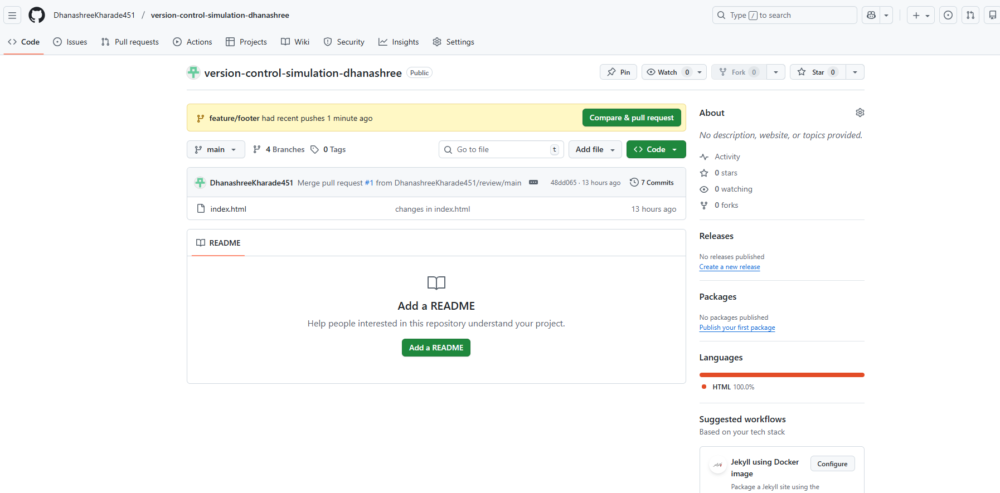 DhanashreeKharade451 / version-control-simulation-dhanashree
Type / to search
Code Issues Pull requests Actions Projects Wiki Security Insights Settings
version-control-simulation-dhanashree Public
Pin Watch 0 Fork 0 Star 0
feature/footer had recent pushes 1 minute ago
Compare & pull request
main 4 Branches 0 Tags
Go to file t
Add file
Code
DhanashreeKharade451 Merge pull request #1 from DhanashreeKharade451/review/main 48dd065 · 13 hours ago 7 Commits
index.html changes in index.html 13 hours ago
README
Add a README
Help people interested in this repository understand your project.
Add a README
About
No description, website, or topics provided.
Activity
0 stars
0 watching
0 forks
Releases
No releases published
Create a new release
Packages
No packages published
Publish your first package
Languages
HTML 100.0%
Suggested workflows
Based on your tech stack
Jekyll using Docker
image
Configure
Package a Jekyll site using the